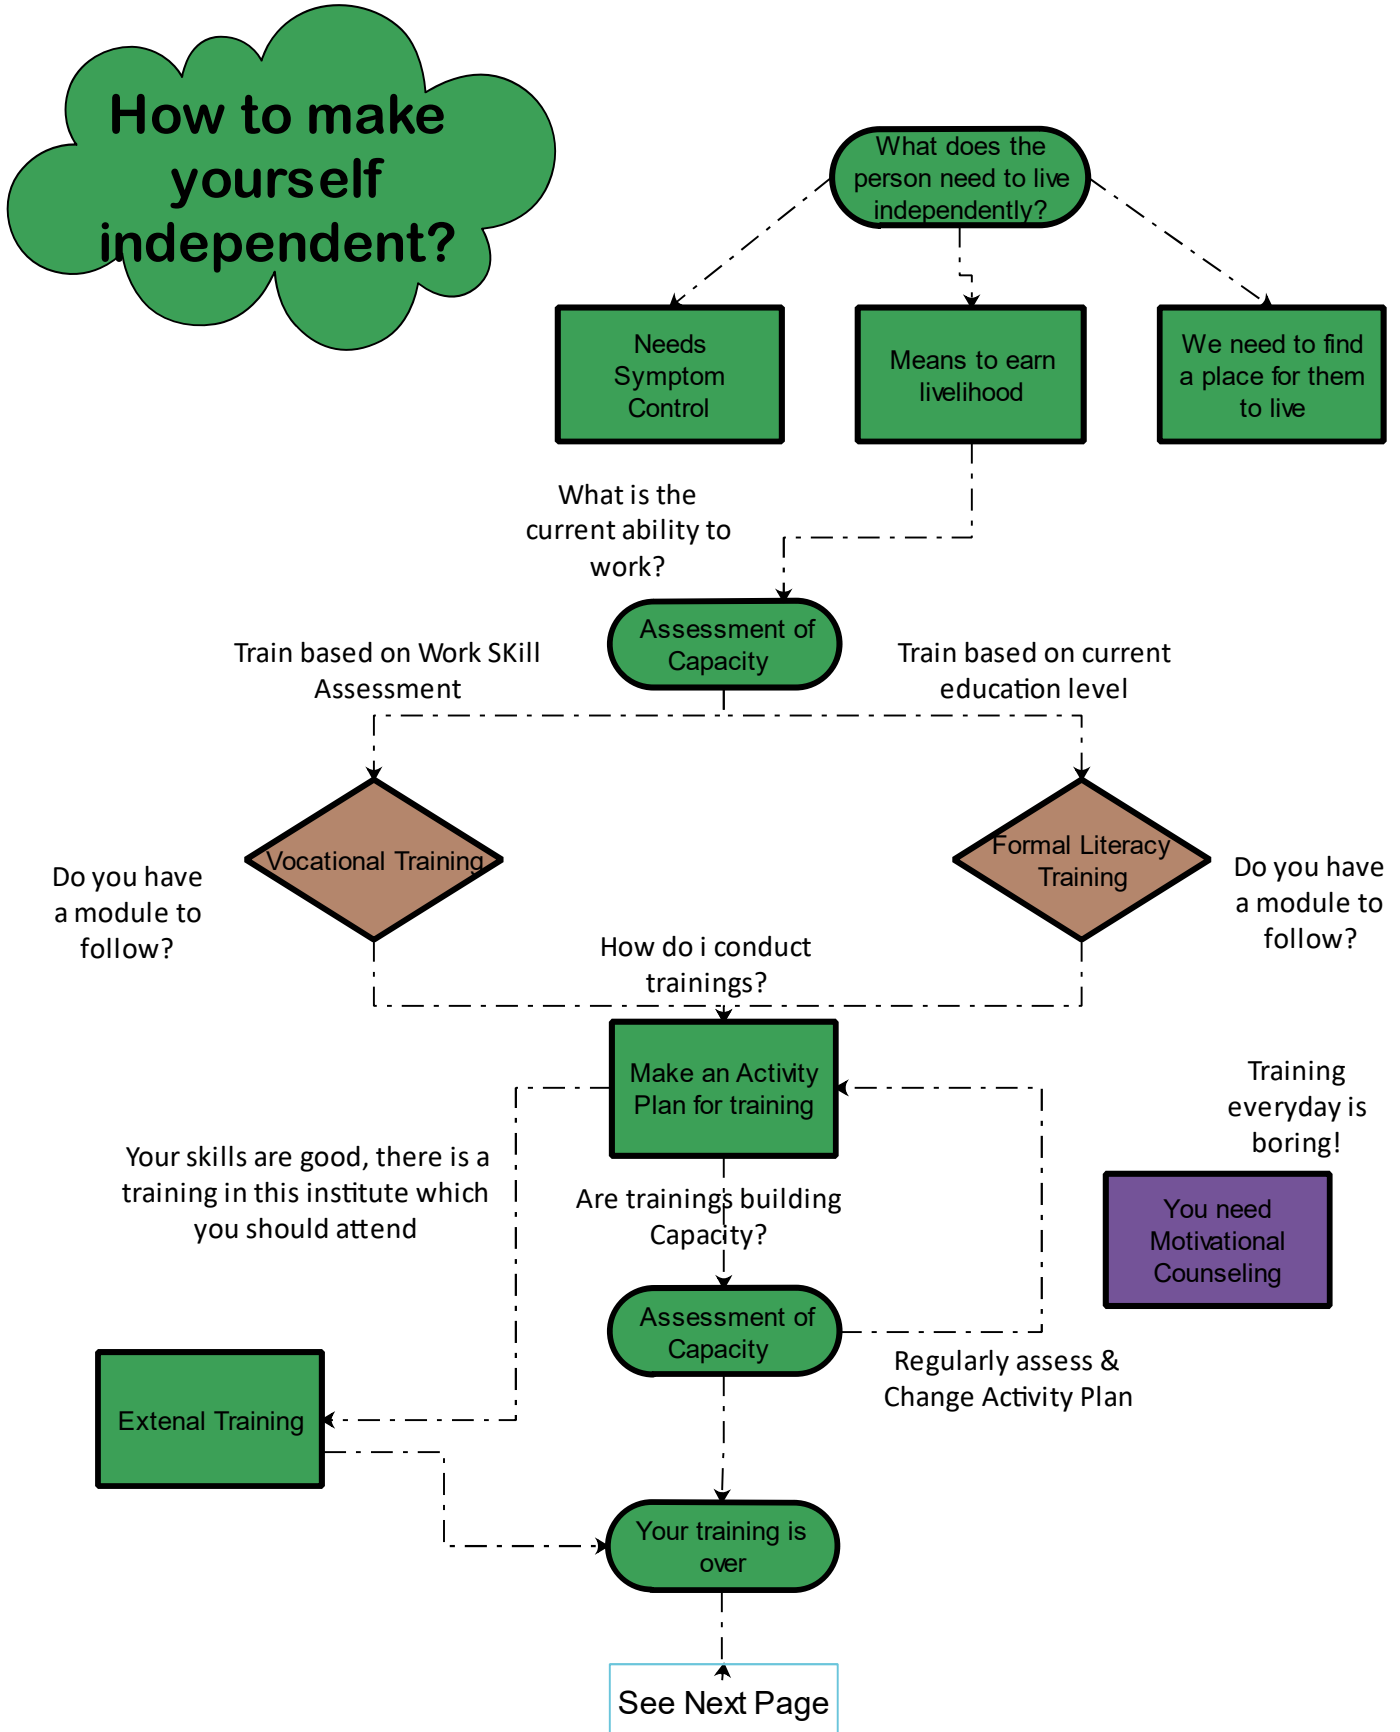 How to make
yourself
independent?
What does the
person need to live
independently?
Needs
Symptom
Control
Means to earn
livelihood
We need to find
a place for them
to live
What is the
current ability to
work?
Assessment of
Capacity
Train based on Work SKill
Assessment
Train based on current
education level
Vocational Training
Formal Literacy
Training
Do you have
a module to
follow?
Do you have
a module to
follow?
How do i conduct
trainings?
Make an Activity
Plan for training
Training
everyday is
boring!
Your skills are good, there is a
training in this institute which
you should attend
Are trainings building
Capacity?
You need
Motivational
Counseling
Assessment of
Capacity
Regularly assess &
Change Activity Plan
Extenal Training
Your training is
over
See Next Page